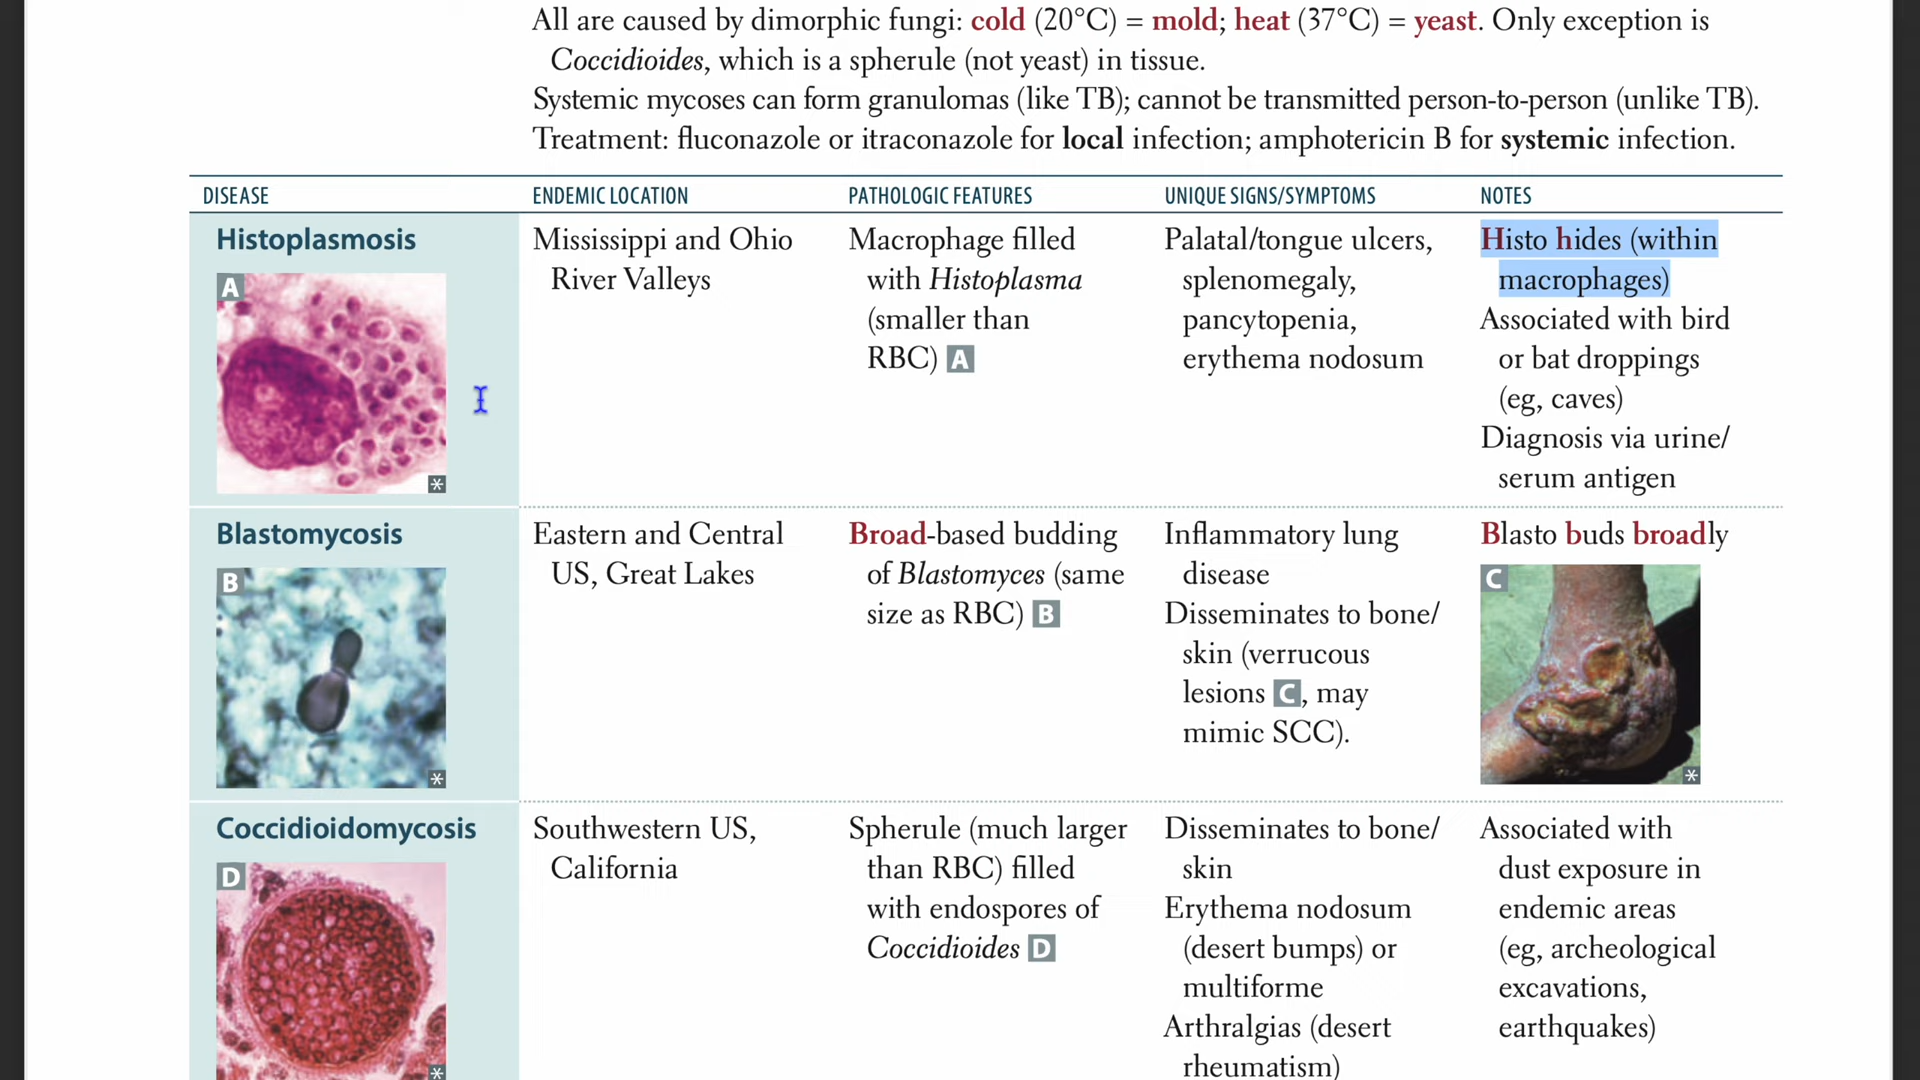 All are caused by dimorphic fungi: cold (20°C) = mold; heat (37°C) = yeast. Only exception is
Coccidioides, which is a spherule (not yeast) in tissue.
Systemic mycoses can form granulomas (like TB); cannot be transmitted person-to-person (unlike TB).
Treatment: fluconazole or itraconazole for local infection; amphotericin B for systemic infection.
DISEASE ENDEMIC LOCATION PATHOLOGIC FEATURES UNIQUE SIGNS/SYMPTOMS NOTES
Histoplasmosis
A
*
Mississippi and Ohio
River Valleys
Macrophage filled
with Histoplasma
(smaller than
RBC) A
Palatal/tongue ulcers,
splenomegaly,
pancytopenia,
erythema nodosum
Histo hides (within
macrophages)
Associated with bird
or bat droppings
(eg, caves)
Diagnosis via urine/
serum antigen
Blastomycosis
B
*
Eastern and Central
US, Great Lakes
Broad-based budding
of Blastomyces (same
size as RBC) B
Inflammatory lung
disease
Disseminates to bone/
skin (verrucous
lesions C, may
mimic SCC).
Blasto buds broadly
C
*
Coccidioidomycosis
D
*
Southwestern US,
California
Spherule (much larger
than RBC) filled
with endospores of
Coccidioides D
Disseminates to bone/
skin
Erythema nodosum
(desert bumps) or
multiforme
Arthralgias (desert
rheumatism)
Associated with
dust exposure in
endemic areas
(eg, archeological
excavations,
earthquakes)